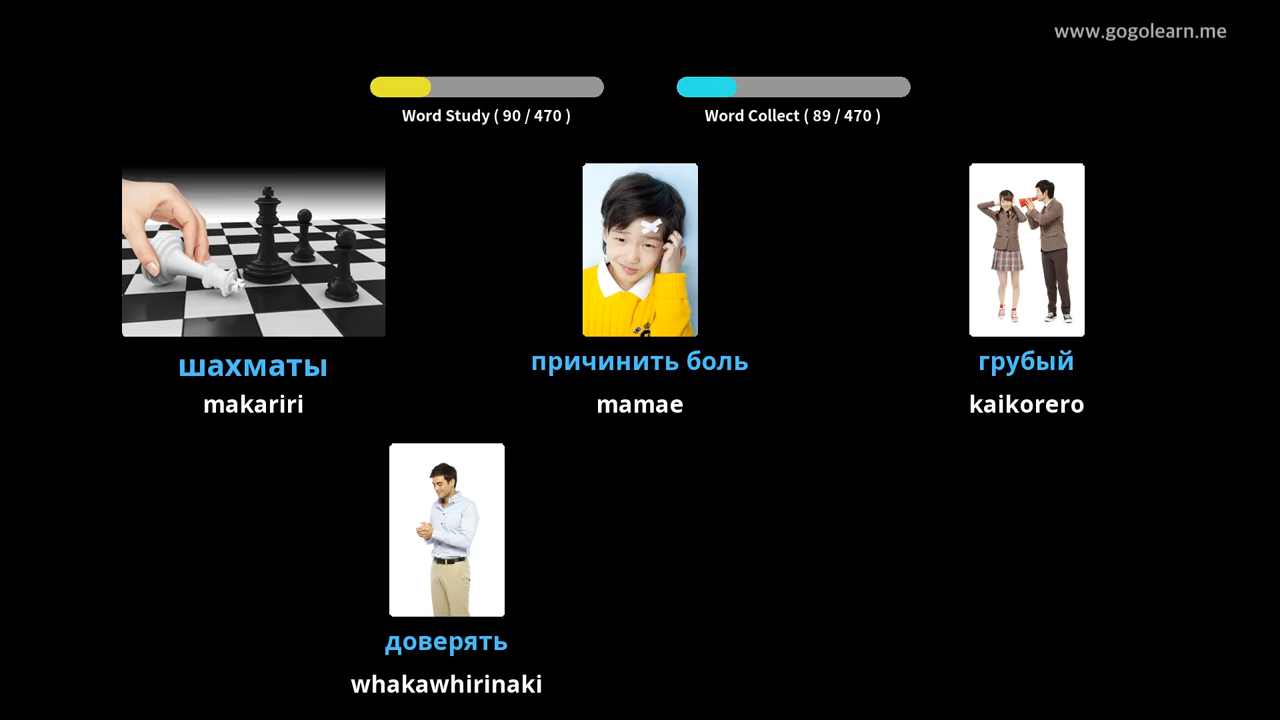 www.gogolearn.me
Word Study ( 90 / 470 )
Word Collect ( 89 / 470 )
шахматы
makariri
причинить боль
mamae
грубый
kaikorero
доверять
whakawhirinaki